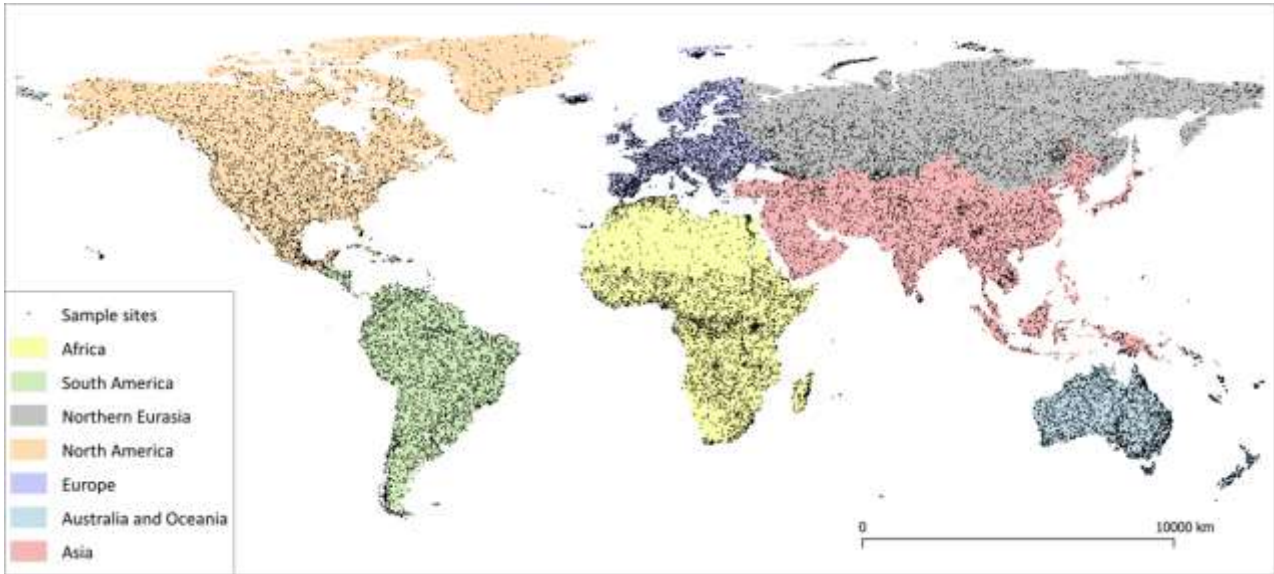 Sample sites
Africa
South America
Northern Eurasia
North America
Europe
Australia and Oceania
Asia
0 10000 km